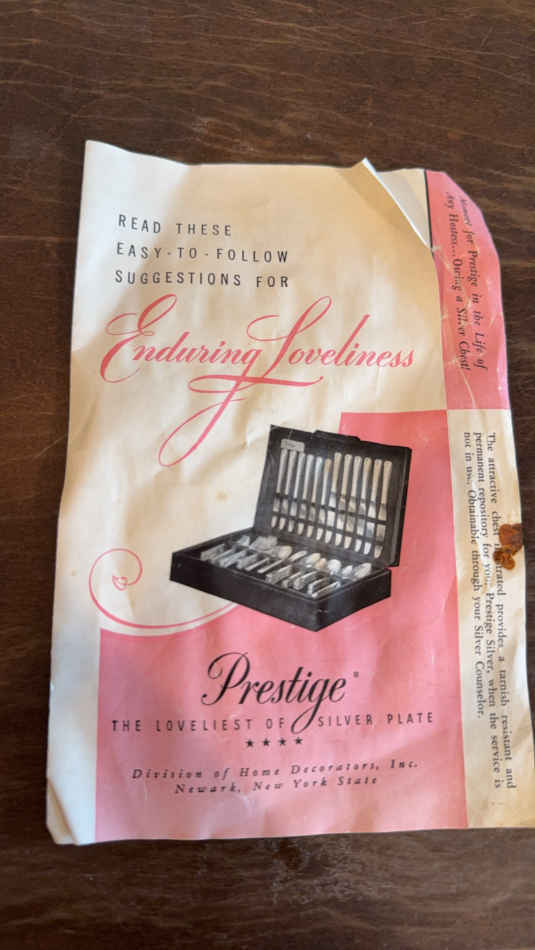 READ THESE
EASY-TO-FOLLOW
SUGGESTIONS FOR
Enduring Loveliness
Prestige®
THE LOVELIEST OF SILVER PLATE
★★★★
Division of Home Decorators, Inc.
Newark, New York State
for Prestige in the Life of
Any Hostess...Owning a Silver Chest!
The attractive chest illustrated provides a tarnish resistant and
permanent repository for your Prestige Silver, when the service is
not in use. Obtainable through your Silver Counselor.